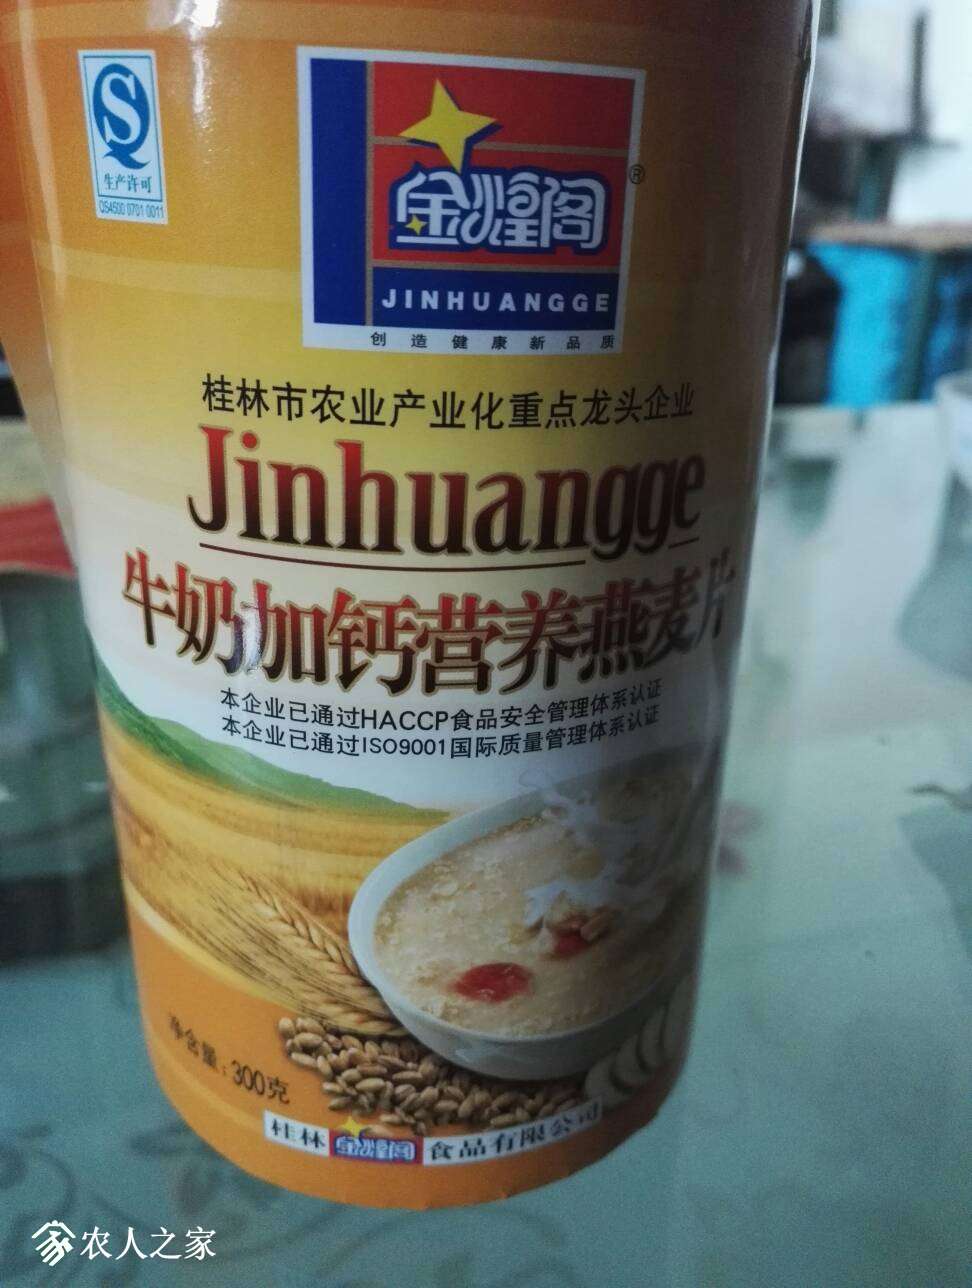 QS
生产许可
QS4500 0701 0011
金煌阁®
JINHUANGGE
创造健康新品质
桂林市农业产业化重点龙头企业
Jinhuangge
牛奶加钙营养燕麦片
本企业已通过HACCP食品安全管理体系认证
本企业已通过ISO9001国际质量管理体系认证
净含量：300克
桂林金煌阁食品有限公司
农人之家